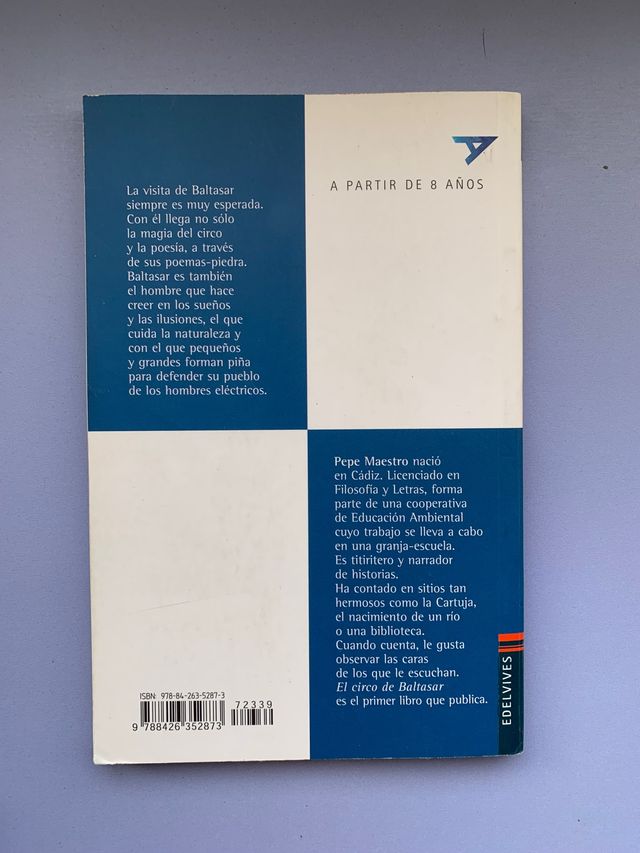 La visita de Baltasar
siempre es muy esperada.
Con él llega no sólo
la magia del circo
y la poesía, a través
de sus poemas-piedra.
Baltasar es también
el hombre que hace
creer en los sueños
y las ilusiones, el que
cuida la naturaleza y
con el que pequeños
y grandes forman piña
para defender su pueblo
de los hombres eléctricos.
A PARTIR DE 8 AÑOS
Pepe Maestro nació
en Cádiz. Licenciado en
Filosofía y Letras, forma
parte de una cooperativa
de Educación Ambiental
cuyo trabajo se lleva a cabo
en una granja-escuela.
Es titiritero y narrador
de historias.
Ha contado en sitios tan
hermosos como la Cartuja,
el nacimiento de un río
o una biblioteca.
Cuando cuenta, le gusta
observar las caras
de los que le escuchan.
El circo de Baltasar
es el primer libro que publica.
EDELVIVES
ISBN: 978-84-263-5287-3
72339
9 788426 352873